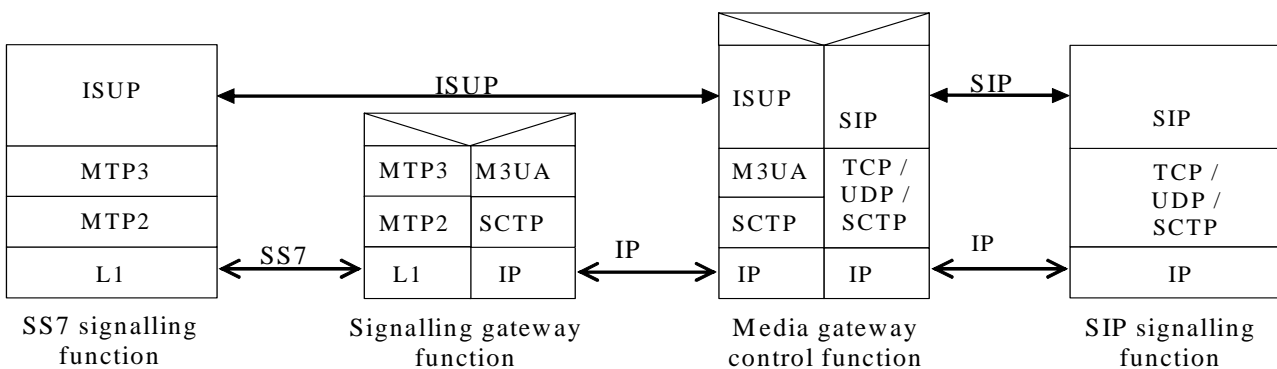 ISUP
MTP3
MTP2
L1
SS7 signalling
function
ISUP
SS7
MTP3
M3UA
MTP2
SCTP
L1
IP
Signalling gateway
function
IP
ISUP
SIP
M3UA
TCP /
UDP /
SCTP
SCTP
IP
IP
Media gateway
control function
SIP
IP
SIP
TCP /
UDP /
SCTP
IP
SIP signalling
function